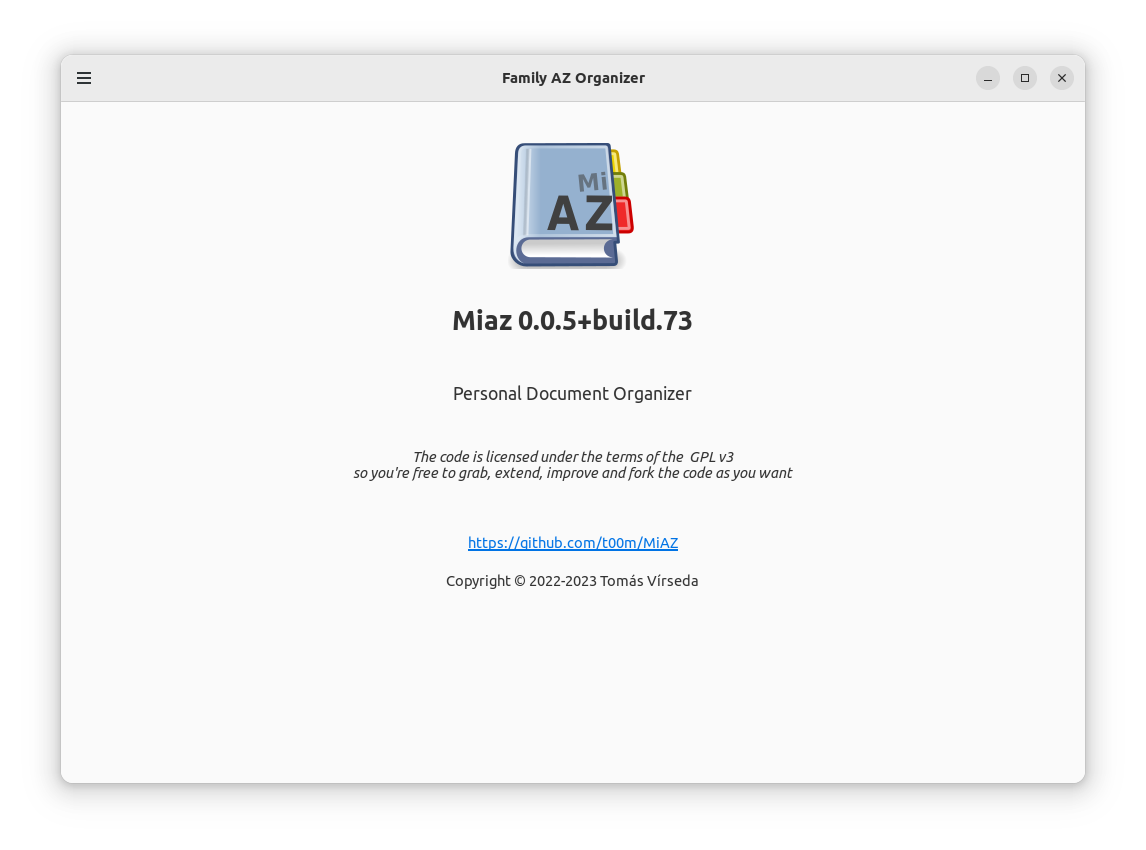 Family AZ Organizer
Mi
AZ
Miaz 0.0.5+build.73
Personal Document Organizer
The code is licensed under the terms of the  GPL v3
so you're free to grab, extend, improve and fork the code as you want
https://github.com/t00m/MiAZ
Copyright © 2022-2023 Tomás Vírseda